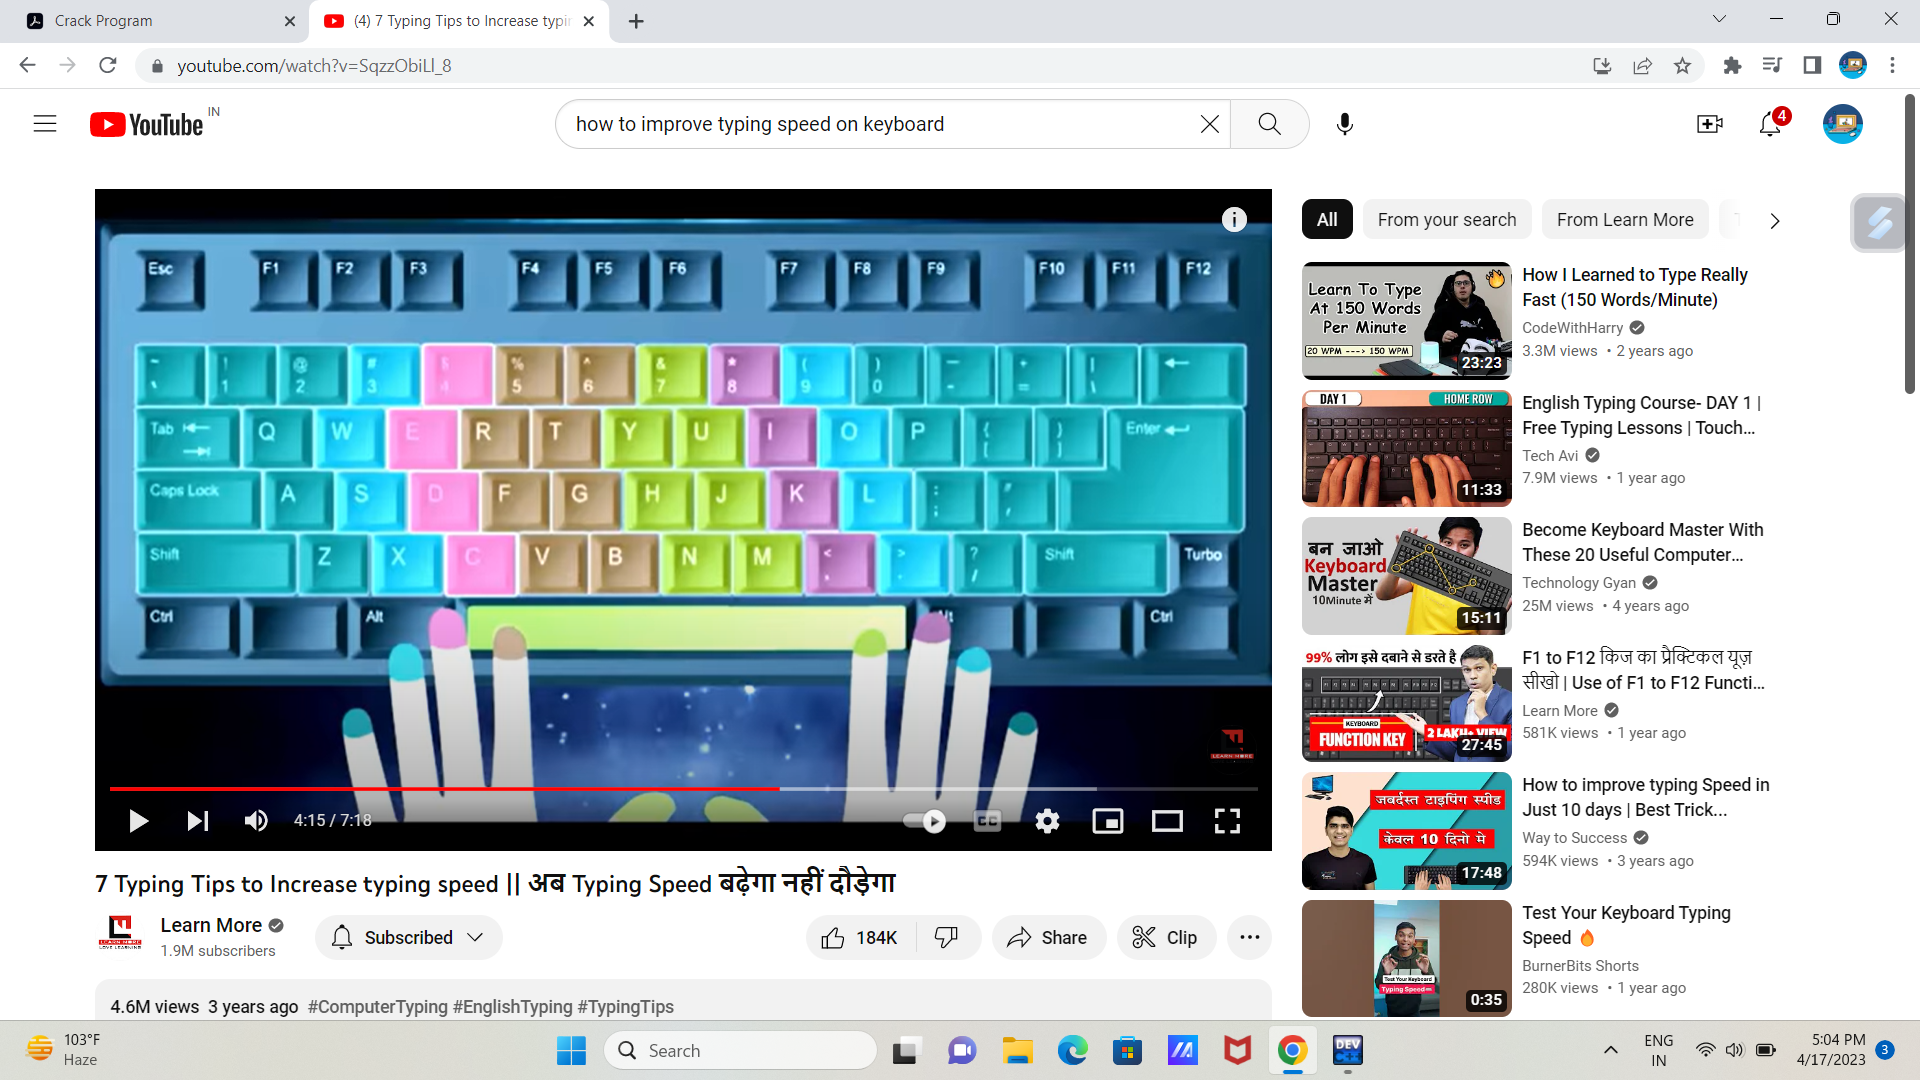 Crack Program
(4) 7 Typing Tips to Increase typin
youtube.com/watch?v=SqzzObiLl_8
YouTube IN
how to improve typing speed on keyboard
4
Esc F1 F2 F3 F4 F5 F6 F7 F8 F9 F10 F11 F12
~ ! @ # $ % ^ & * ( ) - + |
` 1 2 3 4 5 6 7 8 9 0 - = \
Tab Q W E R T Y U I O P { [ } ] Enter
Caps Lock A S D F G H J K L : ; " '
Shift Z X C V B N M < , > . ? / Shift Turbo
Ctrl Alt Alt Ctrl
LEARN MORE
4:15 / 7:18
CC
7 Typing Tips to Increase typing speed || अब Typing Speed बढ़ेगा नहीं दौड़ेगा
LEARN MORE
LOVE LEARNING
Learn More
1.9M subscribers
Subscribed
184K
Share
Clip
4.6M views 3 years ago #ComputerTyping #EnglishTyping #TypingTips
All
From your search
From Learn More
Learn To Type
At 150 Words
Per Minute
20 WPM ---> 150 WPM
23:23
How I Learned to Type Really
Fast (150 Words/Minute)
CodeWithHarry
3.3M views • 2 years ago
DAY 1
HOME ROW
11:33
English Typing Course- DAY 1 |
Free Typing Lessons | Touch...
Tech Avi
7.9M views • 1 year ago
बन जाओ
Keyboard
Master
10Minute में
15:11
Become Keyboard Master With
These 20 Useful Computer...
Technology Gyan
25M views • 4 years ago
99% लोग इसे दबाने से डरते है
KEYBOARD
FUNCTION KEY
2 LAKH+ VIEW
27:45
F1 to F12 किज का प्रैक्टिकल यूज़
सीखो | Use of F1 to F12 Functi...
Learn More
581K views • 1 year ago
जबर्दस्त टाइपिंग स्पीड
केवल 10 दिनो मे
17:48
How to improve typing Speed in
Just 10 days | Best Trick...
Way to Success
594K views • 3 years ago
Test Your Keyboard
Typing Speed
0:35
Test Your Keyboard Typing
Speed 🔥
BurnerBits Shorts
280K views • 1 year ago
103°F
Haze
Search
DEV
C++
ENG
IN
5:04 PM
4/17/2023
3